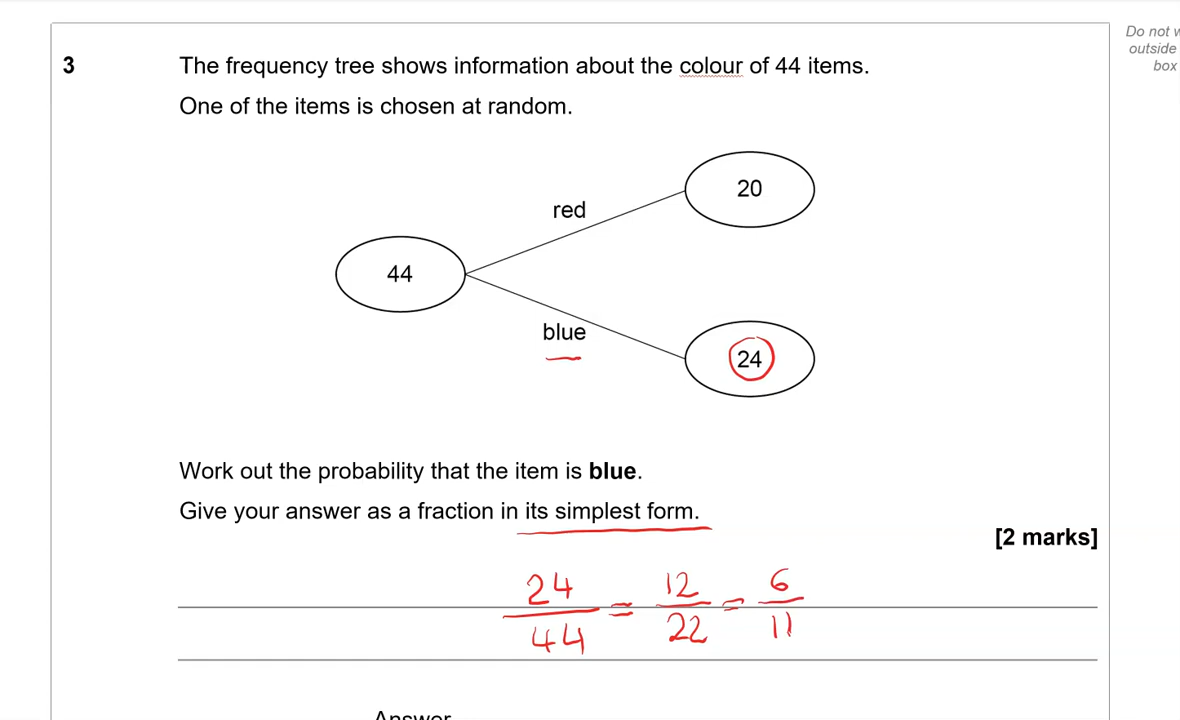 Do not w
outside
box
3 The frequency tree shows information about the colour of 44 items.
One of the items is chosen at random.
20
red
44
blue
24
Work out the probability that the item is blue.
Give your answer as a fraction in its simplest form.
[2 marks]
24/44 = 12/22 = 6/11
Answer